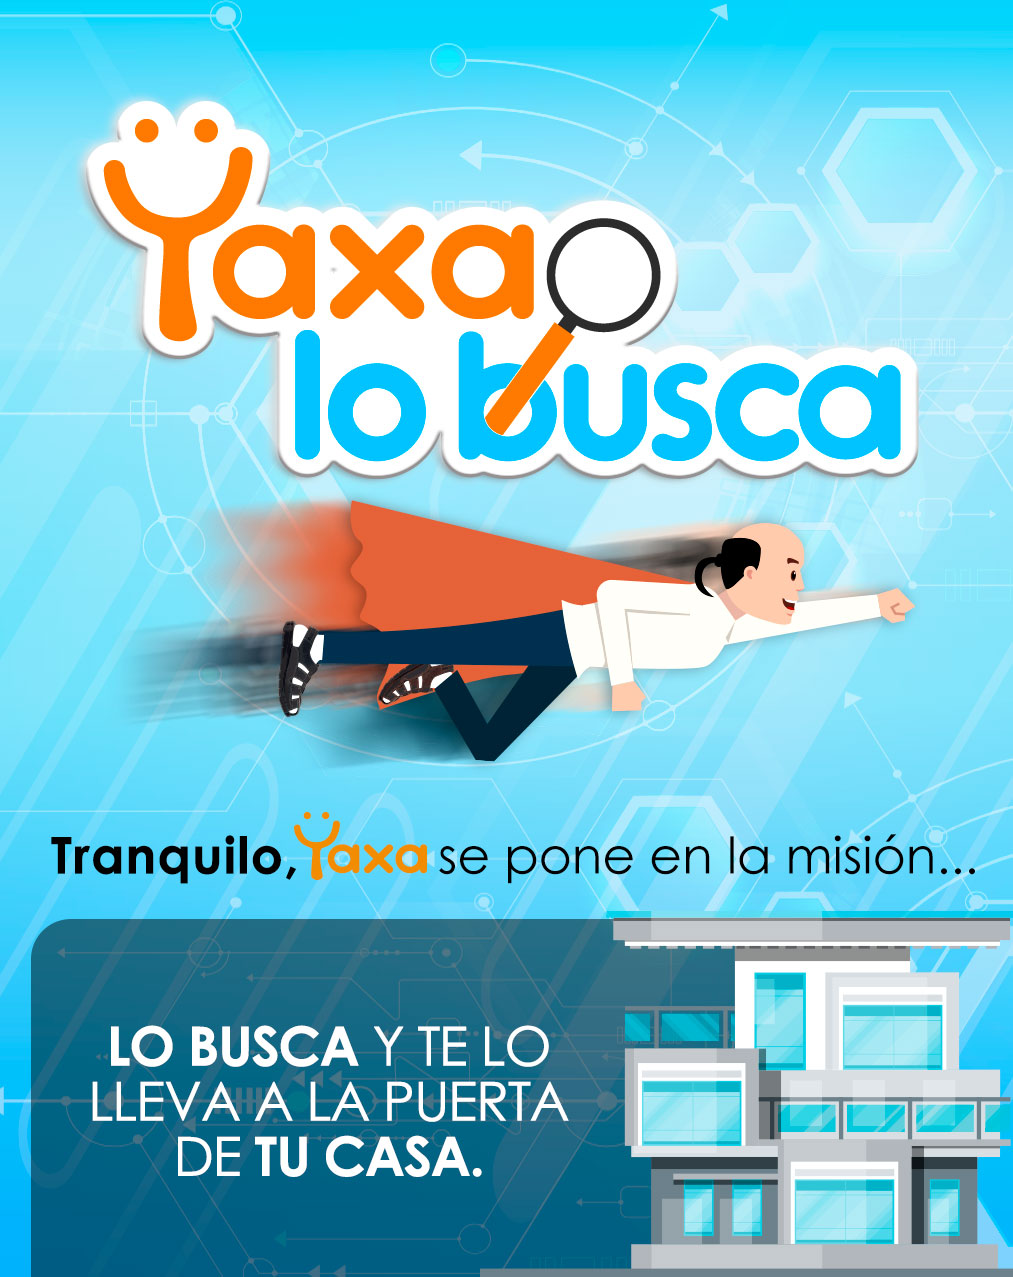 Yaxa
lo busca
Tranquilo, Yaxa se pone en la misión...
LO BUSCA Y TE LO
LLEVA A LA PUERTA
DE TU CASA.